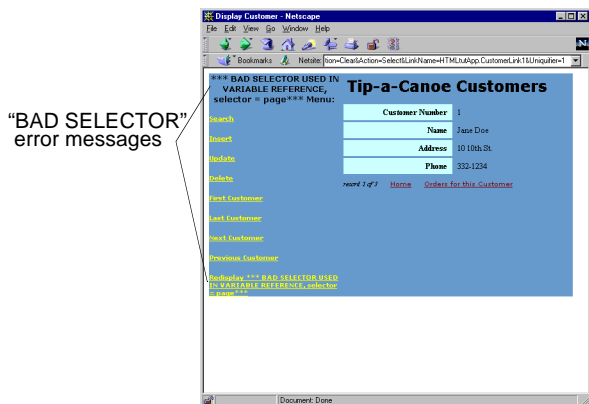 Display Customer - Netscape
File Edit View Go Window Help
Bookmarks Netsite: tion=Clear&Action=Select&LinkName=HTMLtutApp.CustomerLink1&Uniquifier=1
"BAD SELECTOR"
error messages
*** BAD SELECTOR USED IN
VARIABLE REFERENCE,
selector = page*** Menu:
Search
Insert
Update
Delete
First Customer
Last Customer
Next Customer
Previous Customer
Redisplay *** BAD SELECTOR USED
IN VARIABLE REFERENCE, selector
= page***
Tip-a-Canoe Customers
Customer Number 1
Name Jane Doe
Address 10 10th St.
Phone 332-1234
record 1 of 3 Home Orders for this Customer
Document: Done